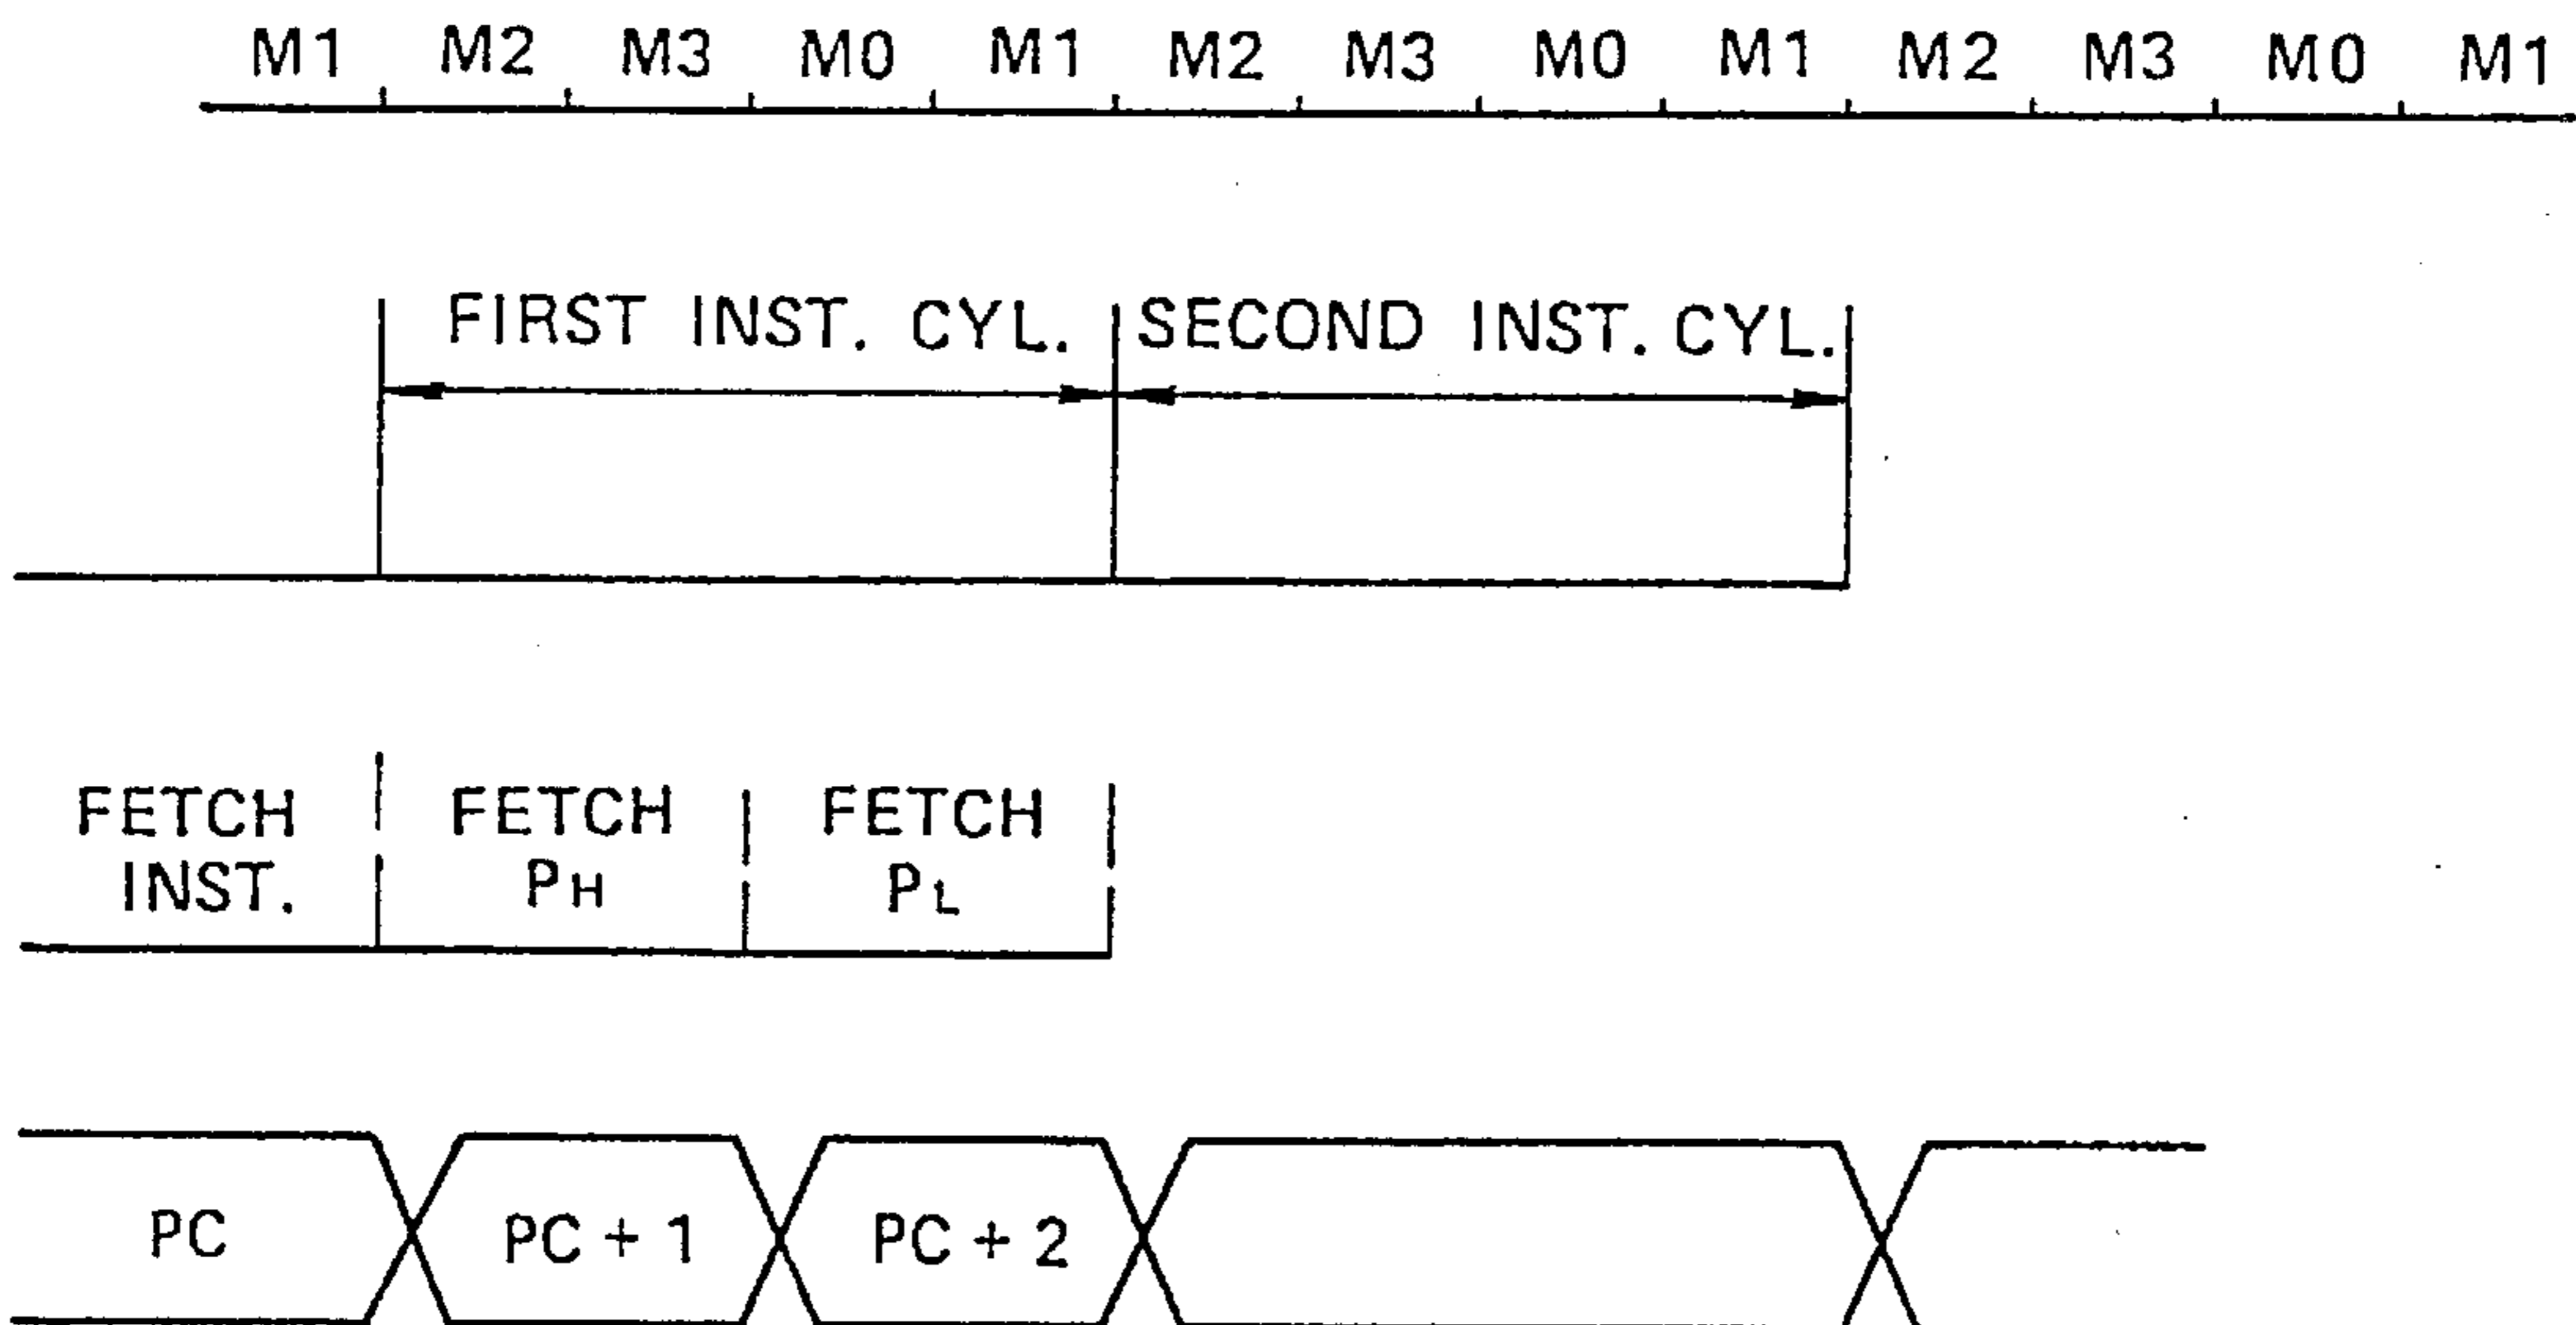 M1 M2 M3 M0 M1 M2 M3 M0 M1 M2 M3 M0 M1
FIRST INST. CYL. SECOND INST. CYL.
FETCH INST. FETCH PH FETCH PL
PC PC + 1 PC + 2